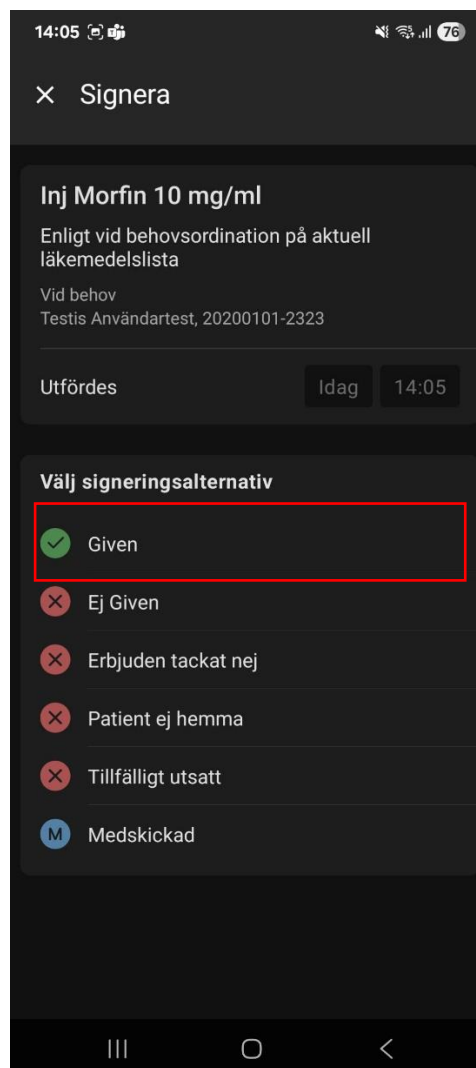 14:05 76
Signera
Inj Morfin 10 mg/ml
Enligt vid behovsordination på aktuell
läkemedelslista
Vid behov
Testis Användartest, 20200101-2323
Utfördes Idag 14:05
Välj signeringsalternativ
Given
Ej Given
Erbjuden tackat nej
Patient ej hemma
Tillfälligt utsatt
M Medskickad